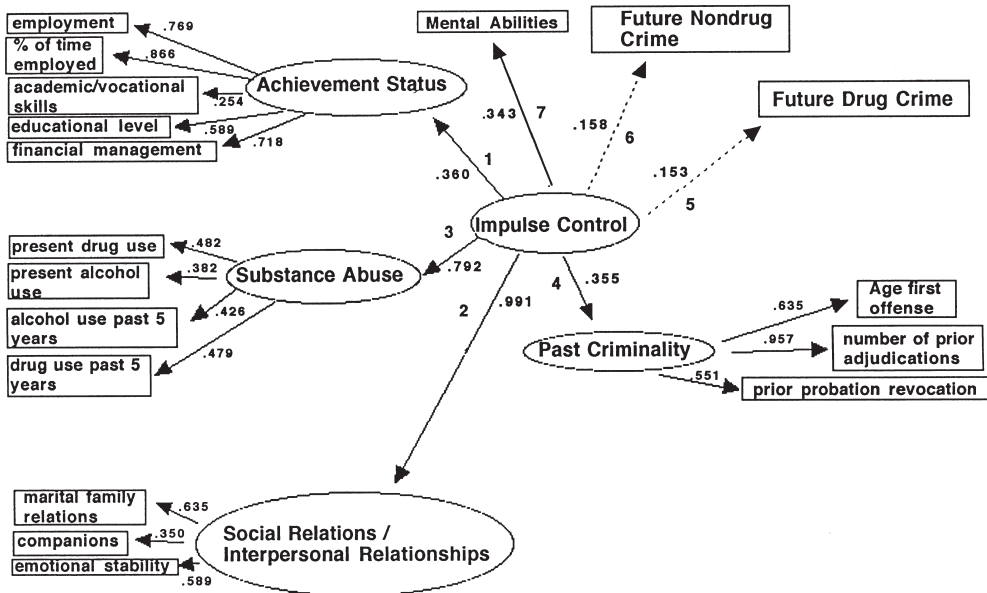 employment
.769
% of time
employed
.866
academic/vocational
skills
.254
educational level
.589
financial management
.718
Achievement Status
Mental Abilities
Future Nondrug
Crime
Future Drug Crime
.343
7
.158
6
.153
5
1
.360
Impulse Control
3
.792
2
.991
4
.355
present drug use
.482
present alcohol
use
.382
alcohol use past 5
years
.426
drug use past 5
years
.479
Substance Abuse
Past Criminality
Age first
offense
.635
number of prior
adjudications
.957
prior probation revocation
.551
marital family
relations
.635
companions
.350
emotional stability
.589
Social Relations /
Interpersonal Relationships